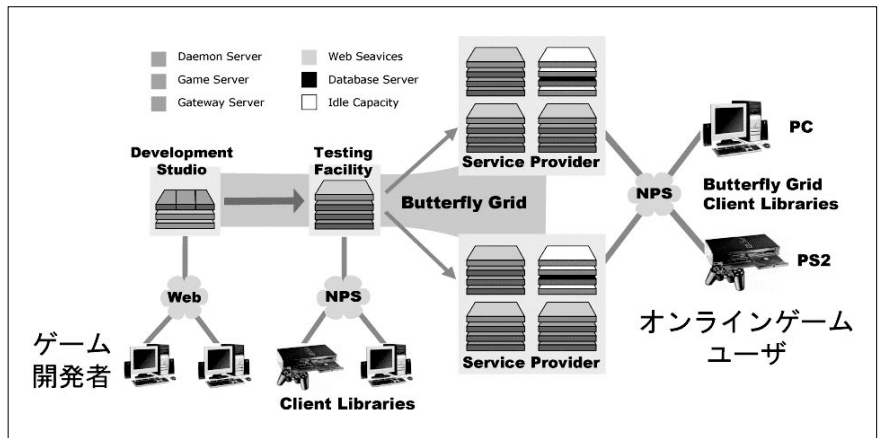 Daemon Server
Game Server
Gateway Server
Web Seavices
Database Server
Idle Capacity
Development
Studio
Testing
Facility
Butterfly Grid
Service Provider
Service Provider
NPS
PC
Butterfly Grid
Client Libraries
PS2
Web
NPS
Client Libraries
ゲーム
開発者
オンラインゲーム
ユーザ